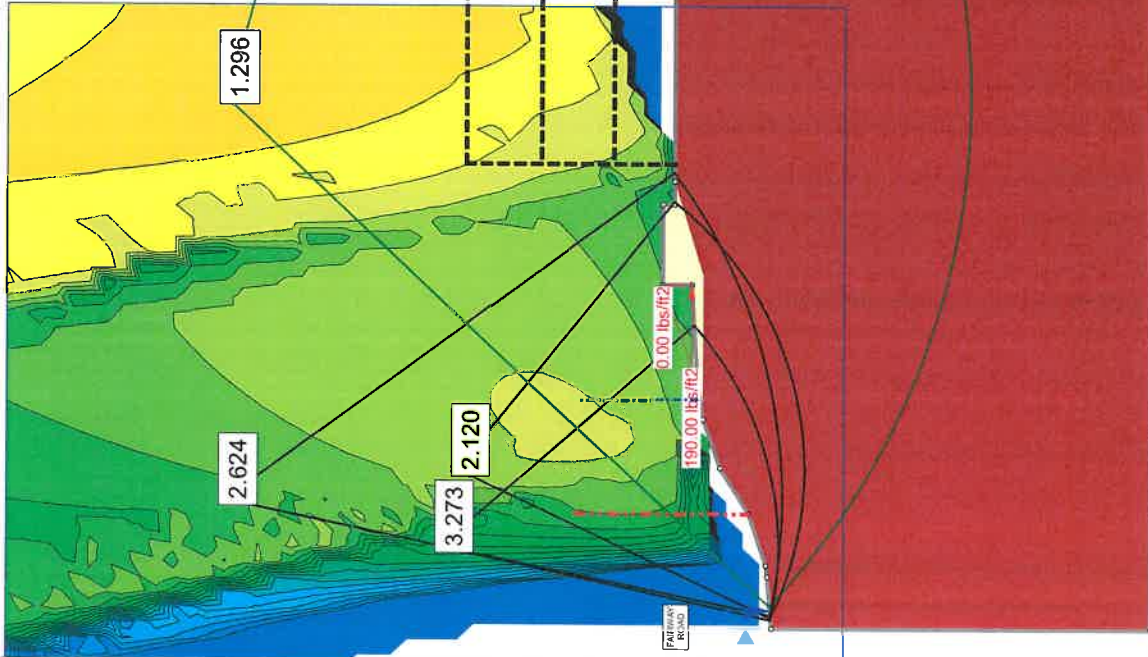 1.296
2.624
2.120
3.273
0.00 lbs/ft2
190.00 lbs/ft2
FAIRWAY
ROAD